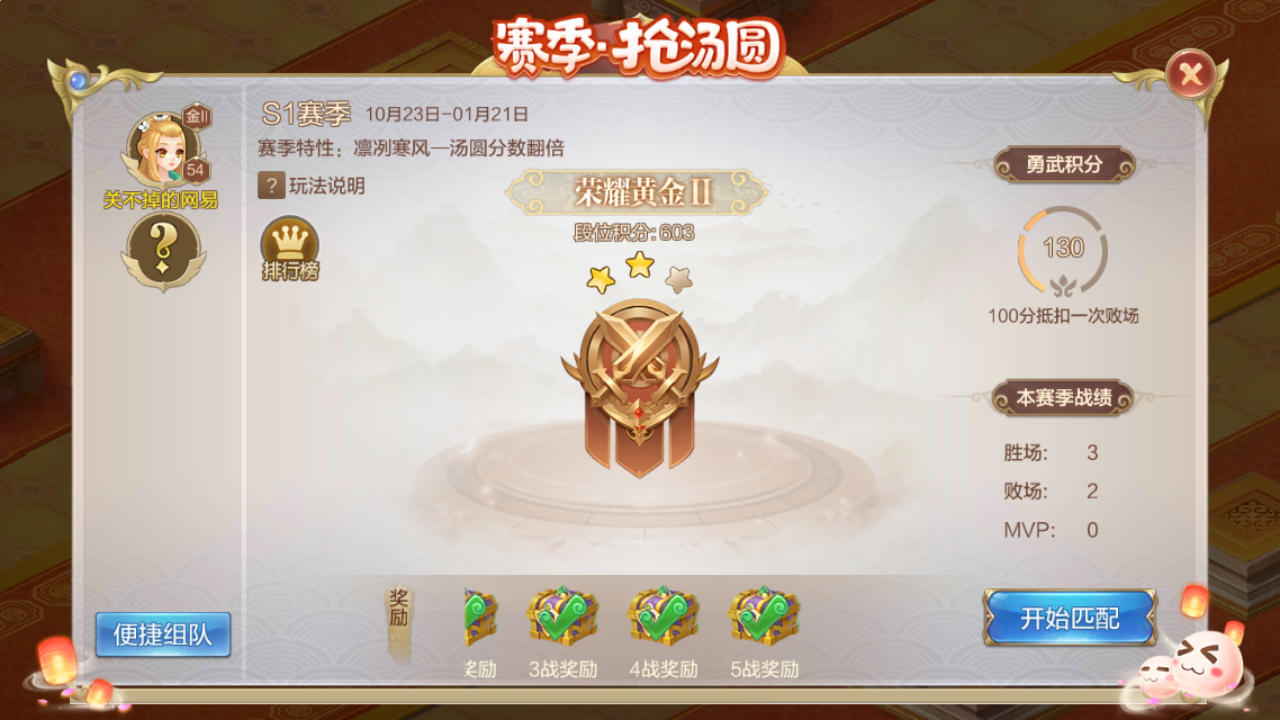 赛季·抢汤圆
金II
54
关不掉的网易
S1赛季 10月23日-01月21日
赛季特性：凛冽寒风—汤圆分数翻倍
? 玩法说明
排行榜
荣耀黄金II
段位积分:603
勇武积分
130
100分抵扣一次败场
本赛季战绩
胜场: 3
败场: 2
MVP: 0
奖励
奖励 3战奖励 4战奖励 5战奖励
便捷组队
开始匹配